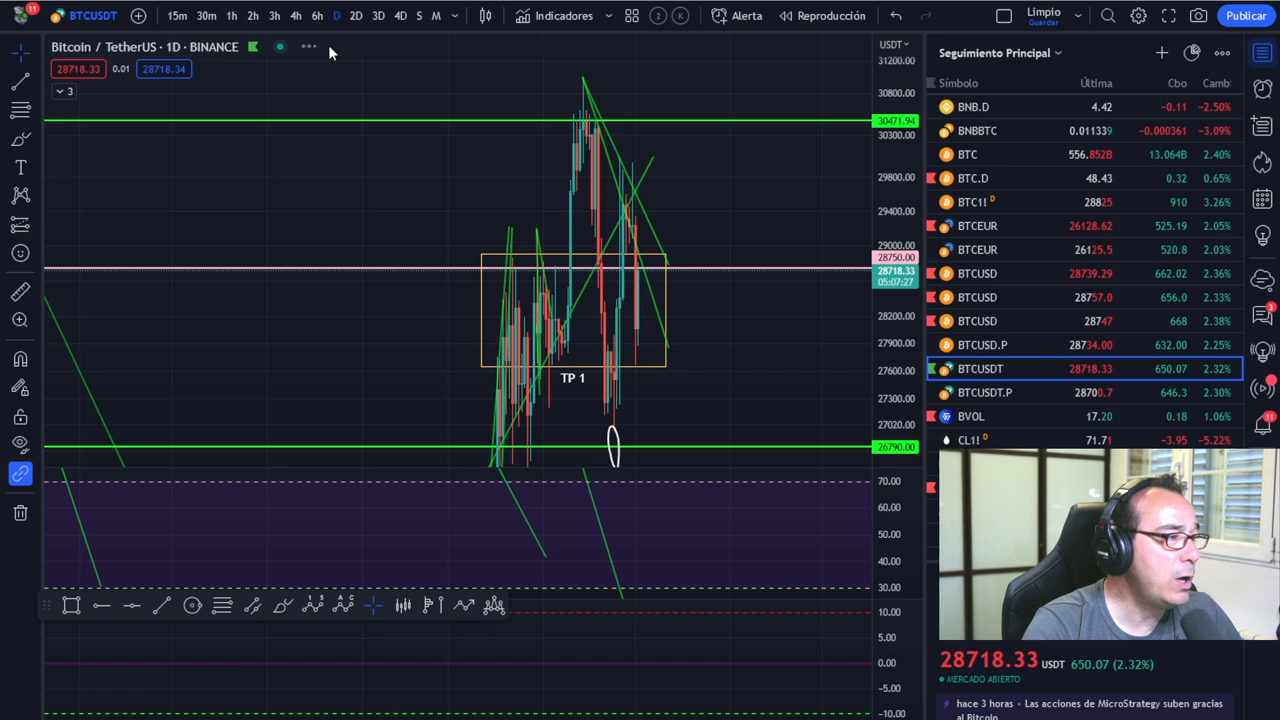 11
BTCUSDT
15m 30m 1h 2h 3h 4h 6h D 2D 3D 4D S M
Indicadores
2
K
Alerta
Reproducción
Limpio
Guardar
Publicar
Bitcoin / TetherUS · 1D · BINANCE
28718.33 0.01 28718.34
3
USDT
31200.00
30800.00
30471.94
30300.00
29800.00
29400.00
29000.00
28750.00
28718.33
05:07:27
28200.00
27900.00
27600.00
27300.00
27020.00
26790.00
TP 1
70.00
60.00
50.00
40.00
30.00
10.00
5.00
0.00
−5.00
−10.00
Seguimiento Principal
Símbolo Última Cbo Camb
BNB.D 4.42 −0.11 −2.50%
BNBBTC 0.011339 −0.000361 −3.09%
BTC 556.852B 13.064B 2.40%
BTC.D 48.43 0.32 0.65%
BTC1! D 28825 910 3.26%
BTCEUR 26128.62 525.19 2.05%
BTCEUR 26125.5 520.8 2.03%
BTCUSD 28739.29 662.02 2.36%
BTCUSD 28757.0 656.0 2.33%
BTCUSD 28747 668 2.38%
BTCUSD.P 28734.00 632.00 2.25%
BTCUSDT 28718.33 650.07 2.32%
BTCUSDT.P 28700.7 646.3 2.30%
BVOL 17.20 0.18 1.06%
CL1! D 71.71 −3.95 −5.22%
3
11
28718.33 USDT 650.07 (2.32%)
MERCADO ABIERTO
hace 3 horas • Las acciones de MicroStrategy suben gracias
al Bitcoin